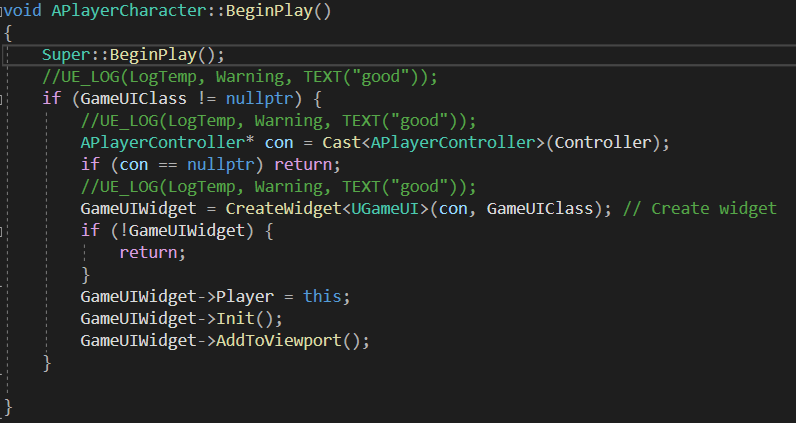 void APlayerCharacter::BeginPlay()
{
Super::BeginPlay();
//UE_LOG(LogTemp, Warning, TEXT("good"));
if (GameUIClass != nullptr) {
//UE_LOG(LogTemp, Warning, TEXT("good"));
APlayerController* con = Cast<APlayerController>(Controller);
if (con == nullptr) return;
//UE_LOG(LogTemp, Warning, TEXT("good"));
GameUIWidget = CreateWidget<UGameUI>(con, GameUIClass); // Create widget
if (!GameUIWidget) {
return;
}
GameUIWidget->Player = this;
GameUIWidget->Init();
GameUIWidget->AddToViewport();
}
}